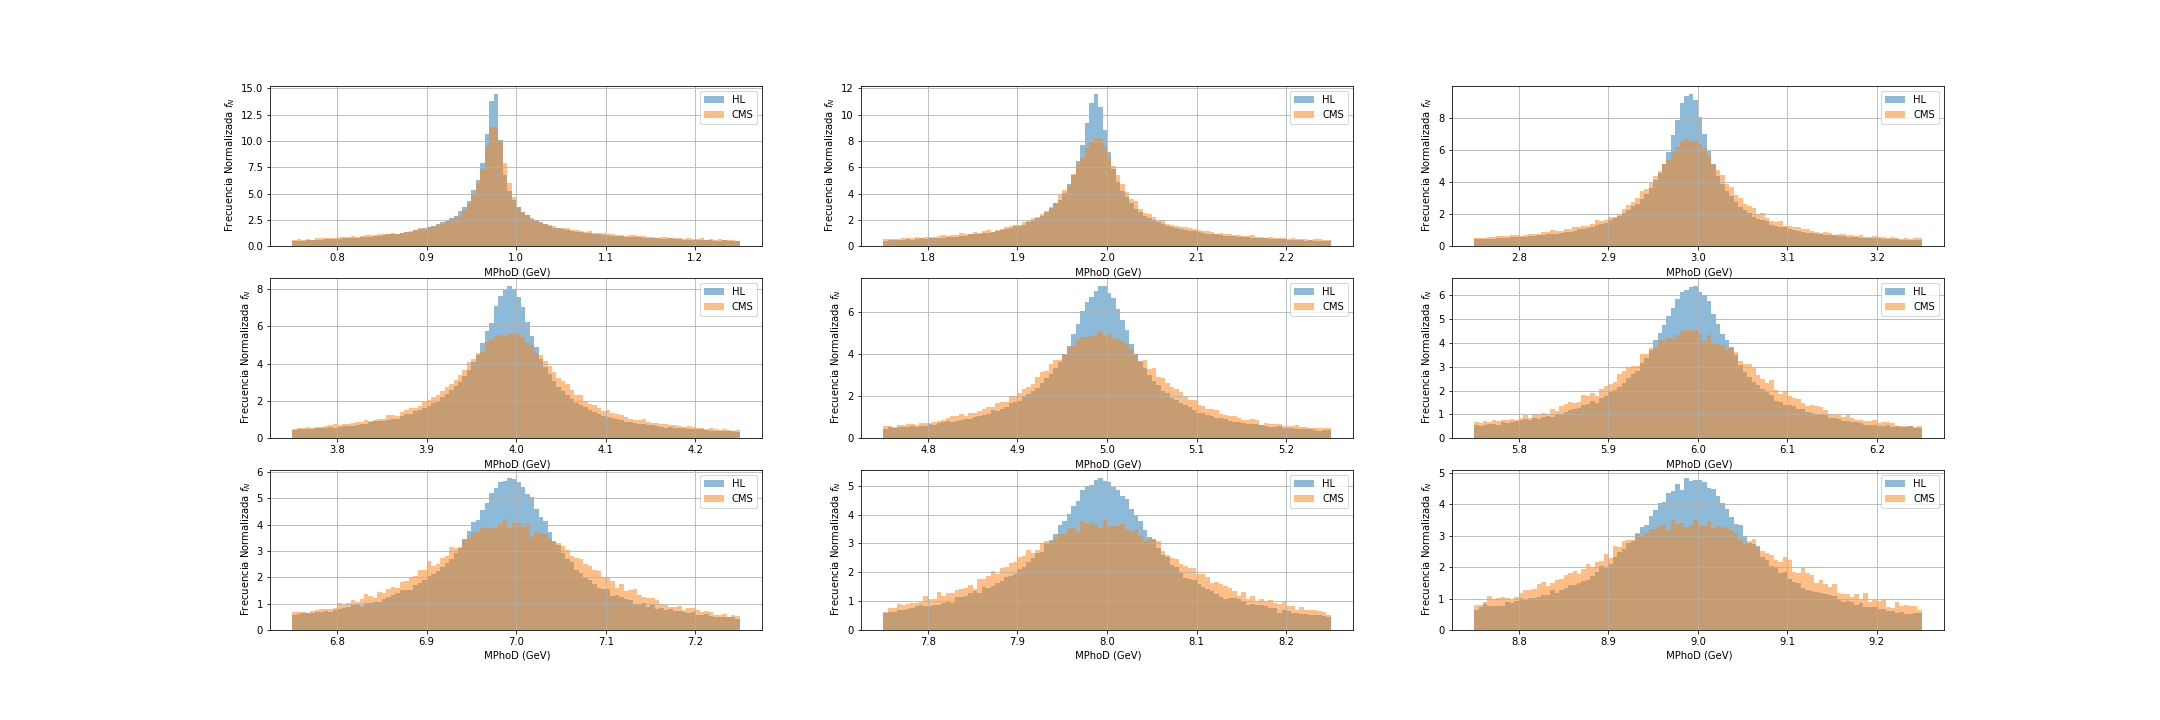 Frecuencia Normalizada f_N
15.0
12.5
10.0
7.5
5.0
2.5
0.0
HL
CMS
0.8 0.9 1.0 1.1 1.2
MPhoD (GeV)
Frecuencia Normalizada f_N
12
10
8
6
4
2
0
HL
CMS
1.8 1.9 2.0 2.1 2.2
MPhoD (GeV)
Frecuencia Normalizada f_N
8
6
4
2
0
HL
CMS
2.8 2.9 3.0 3.1 3.2
MPhoD (GeV)
Frecuencia Normalizada f_N
8
6
4
2
0
HL
CMS
3.8 3.9 4.0 4.1 4.2
MPhoD (GeV)
Frecuencia Normalizada f_N
6
4
2
0
HL
CMS
4.8 4.9 5.0 5.1 5.2
MPhoD (GeV)
Frecuencia Normalizada f_N
6
5
4
3
2
1
0
HL
CMS
5.8 5.9 6.0 6.1 6.2
MPhoD (GeV)
Frecuencia Normalizada f_N
6
5
4
3
2
1
0
HL
CMS
6.8 6.9 7.0 7.1 7.2
MPhoD (GeV)
Frecuencia Normalizada f_N
5
4
3
2
1
0
HL
CMS
7.8 7.9 8.0 8.1 8.2
MPhoD (GeV)
Frecuencia Normalizada f_N
5
4
3
2
1
0
HL
CMS
8.8 8.9 9.0 9.1 9.2
MPhoD (GeV)